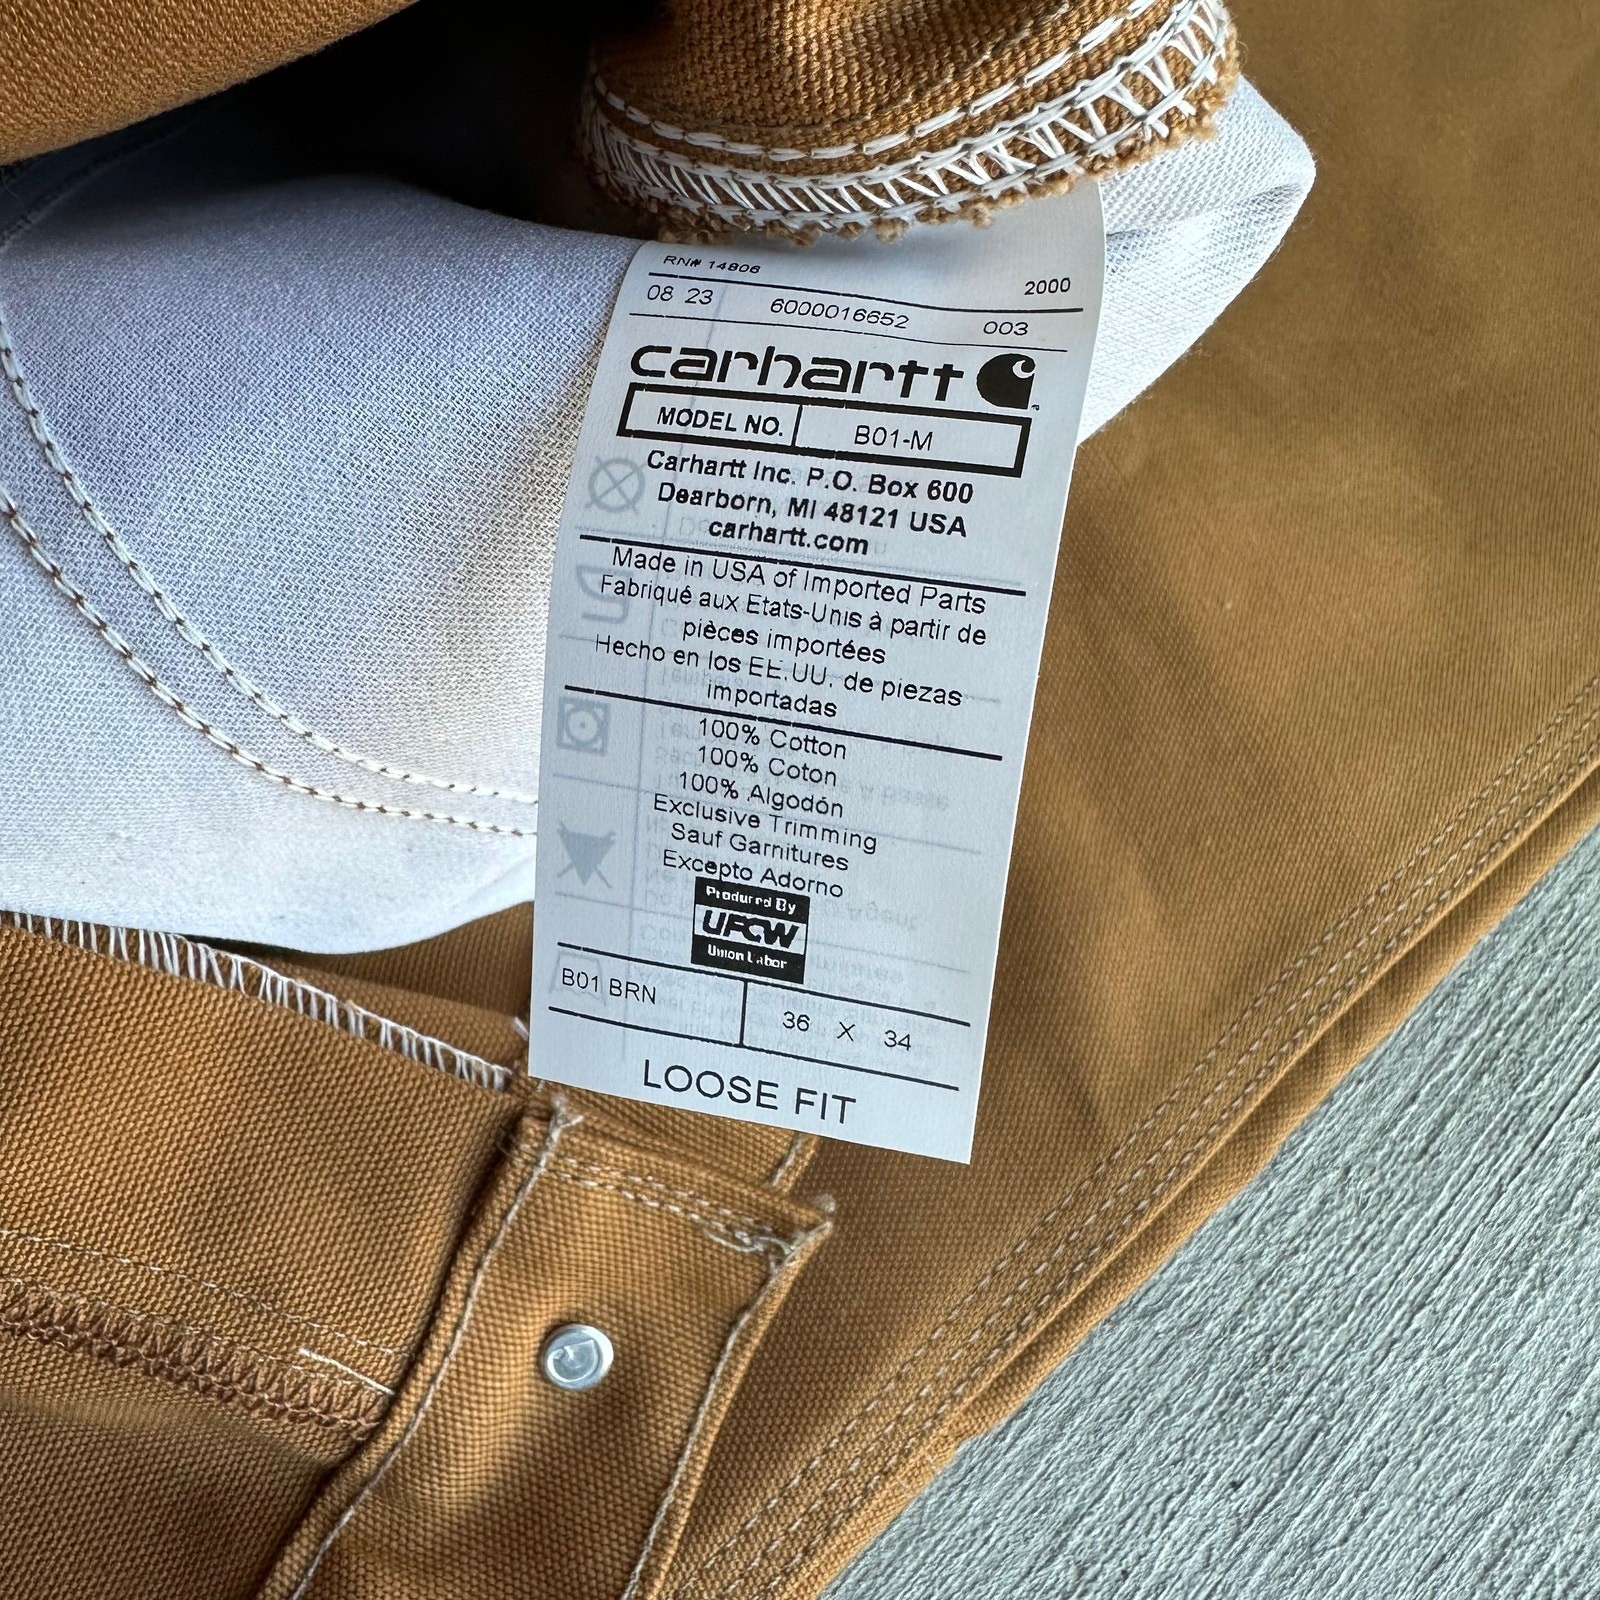 RN# 14806
2000
08 23 6000016652 003
carhartt
MODEL NO. B01-M
Carhartt Inc. P.O. Box 600
Dearborn, MI 48121 USA
carhartt.com
Made in USA of Imported Parts
Fabriqué aux Etats-Unis à partir de
pièces importées
Hecho en los EE.UU. de piezas
importadas
100% Cotton
100% Coton
100% Algodón
Exclusive Trimming
Sauf Garnitures
Excepto Adorno
Produced By
UFCW
Union Labor
B01 BRN 36 X 34
LOOSE FIT